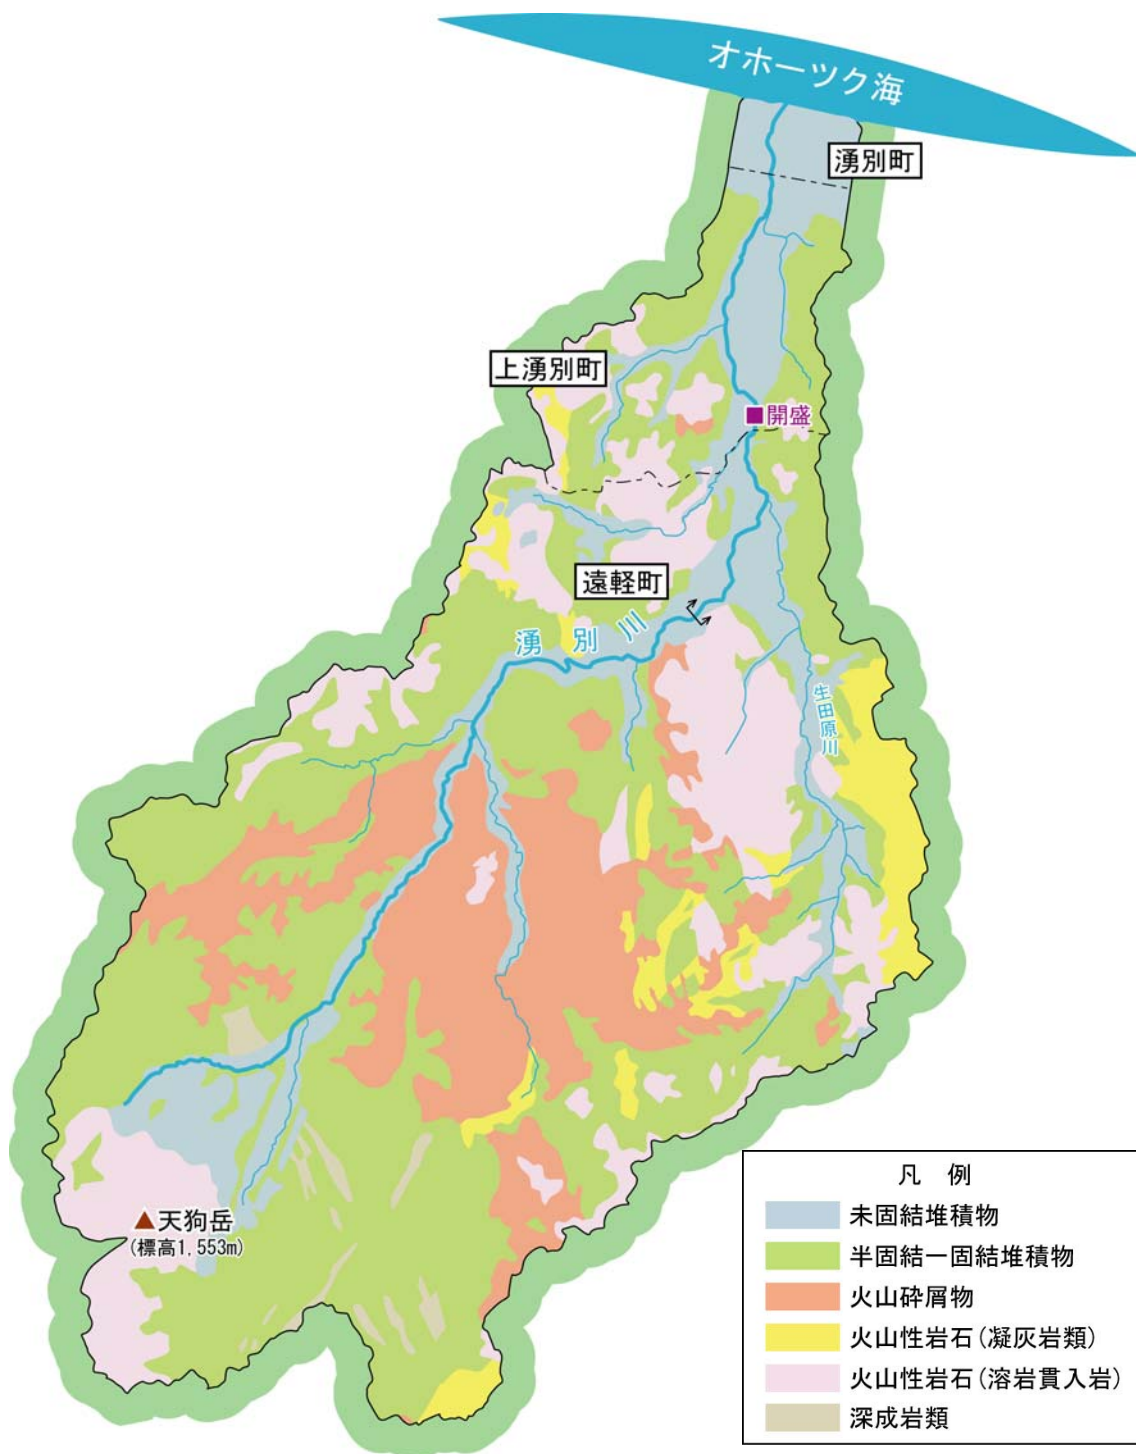 オホーツク海
湧別町
上湧別町
開盛
遠軽町
湧別川
生田原川
天狗岳
(標高1,553m)
凡 例
未固結堆積物
半固結ー固結堆積物
火山砕屑物
火山性岩石(凝灰岩類)
火山性岩石(溶岩貫入岩)
深成岩類